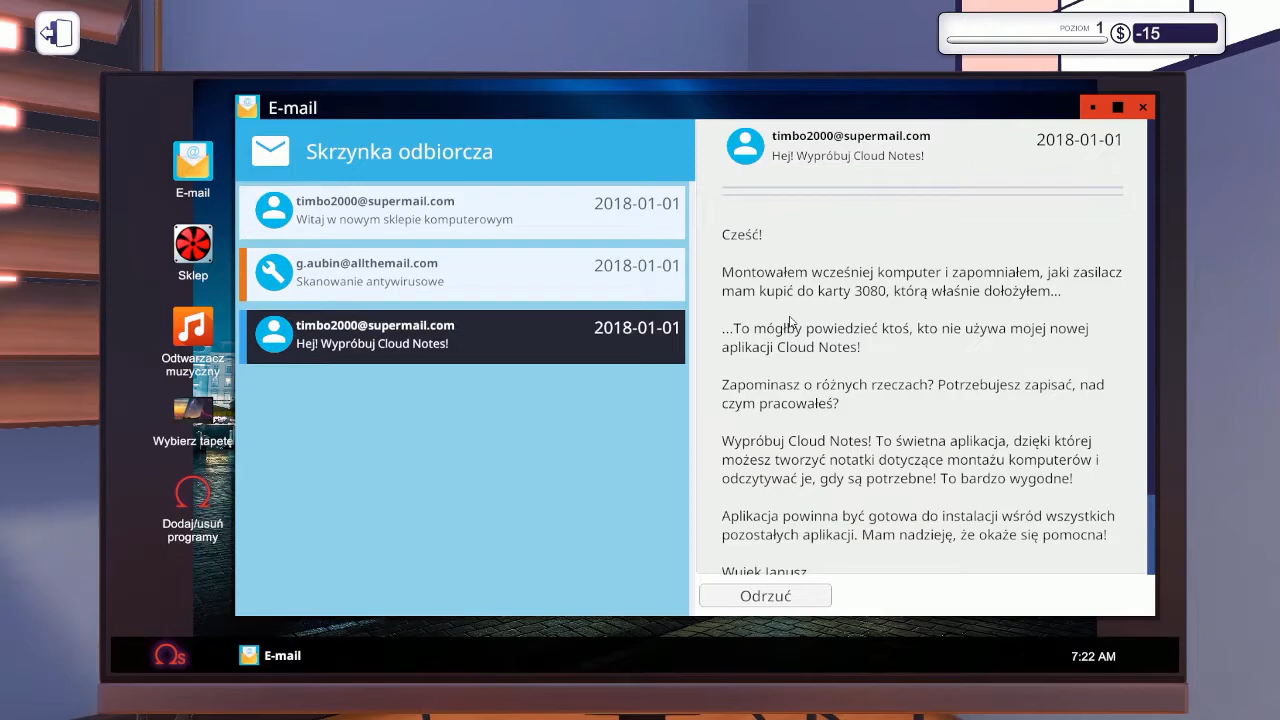 POZIOM 1 $ -15
E-mail
Skrzynka odbiorcza
timbo2000@supermail.com 2018-01-01
Witaj w nowym sklepie komputerowym
g.aubin@allthemail.com 2018-01-01
Skanowanie antywirusowe
timbo2000@supermail.com 2018-01-01
Hej! Wypróbuj Cloud Notes!
timbo2000@supermail.com 2018-01-01
Hej! Wypróbuj Cloud Notes!
Cześć!
Montowałem wcześniej komputer i zapomniałem, jaki zasilacz
mam kupić do karty 3080, którą właśnie dołożyłem...
...To mógłby powiedzieć ktoś, kto nie używa mojej nowej
aplikacji Cloud Notes!
Zapominasz o różnych rzeczach? Potrzebujesz zapisać, nad
czym pracowałeś?
Wypróbuj Cloud Notes! To świetna aplikacja, dzięki której
możesz tworzyć notatki dotyczące montażu komputerów i
odczytywać je, gdy są potrzebne! To bardzo wygodne!
Aplikacja powinna być gotowa do instalacji wśród wszystkich
pozostałych aplikacji. Mam nadzieję, że okaże się pomocna!
Wujek Janusz
Odrzuć
E-mail
Sklep
Odtwarzacz
muzyczny
Wybierz tapetę
Dodaj/usuń
programy
Ωs
E-mail
7:22 AM